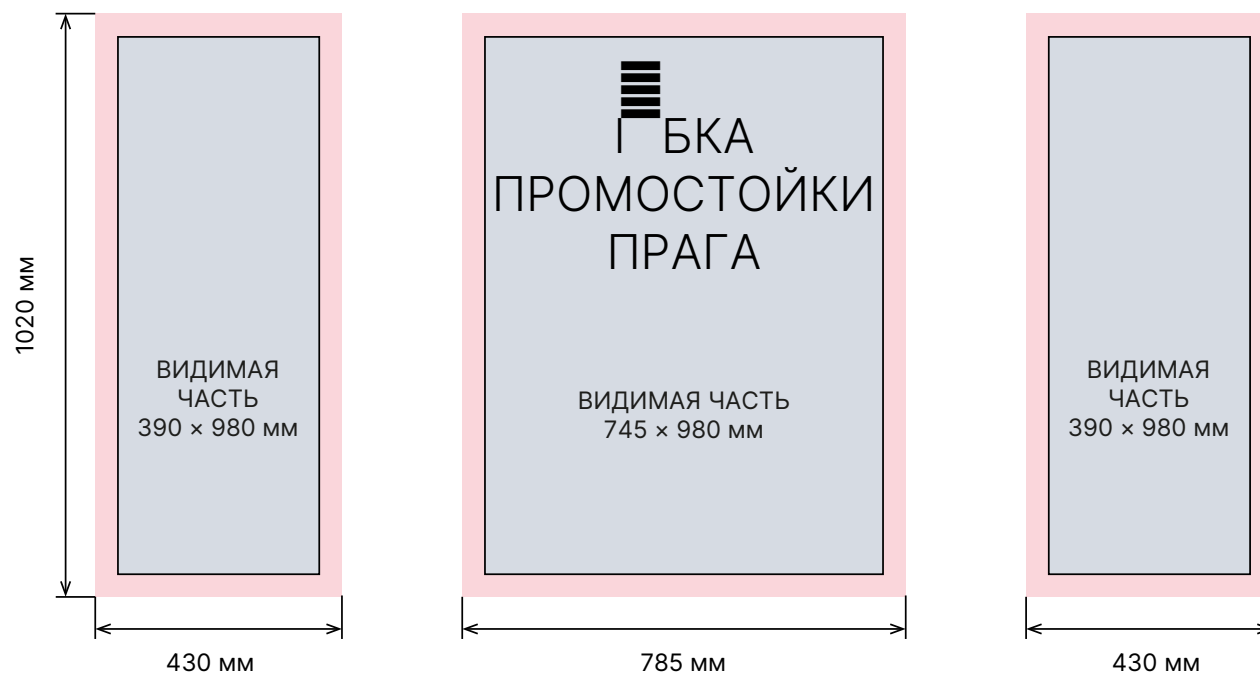 1020 мм
БКА
ПРОМОСТОЙКИ
ПРАГА
ВИДИМАЯ
ЧАСТЬ
390 × 980 мм
ВИДИМАЯ ЧАСТЬ
745 × 980 мм
ВИДИМАЯ
ЧАСТЬ
390 × 980 мм
430 мм
785 мм
430 мм